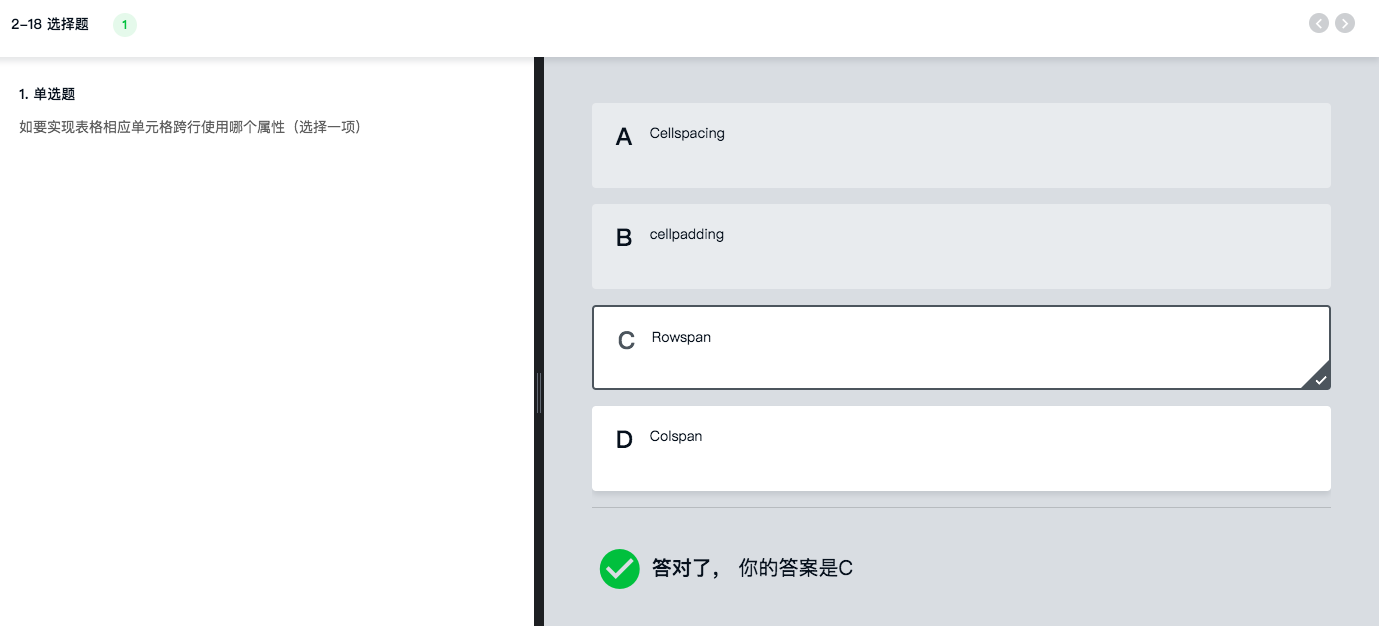 2-18 选择题 1
1. 单选题
如要实现表格相应单元格跨行使用哪个属性（选择一项）
A Cellspacing
B cellpadding
C Rowspan
D Colspan
答对了， 你的答案是C